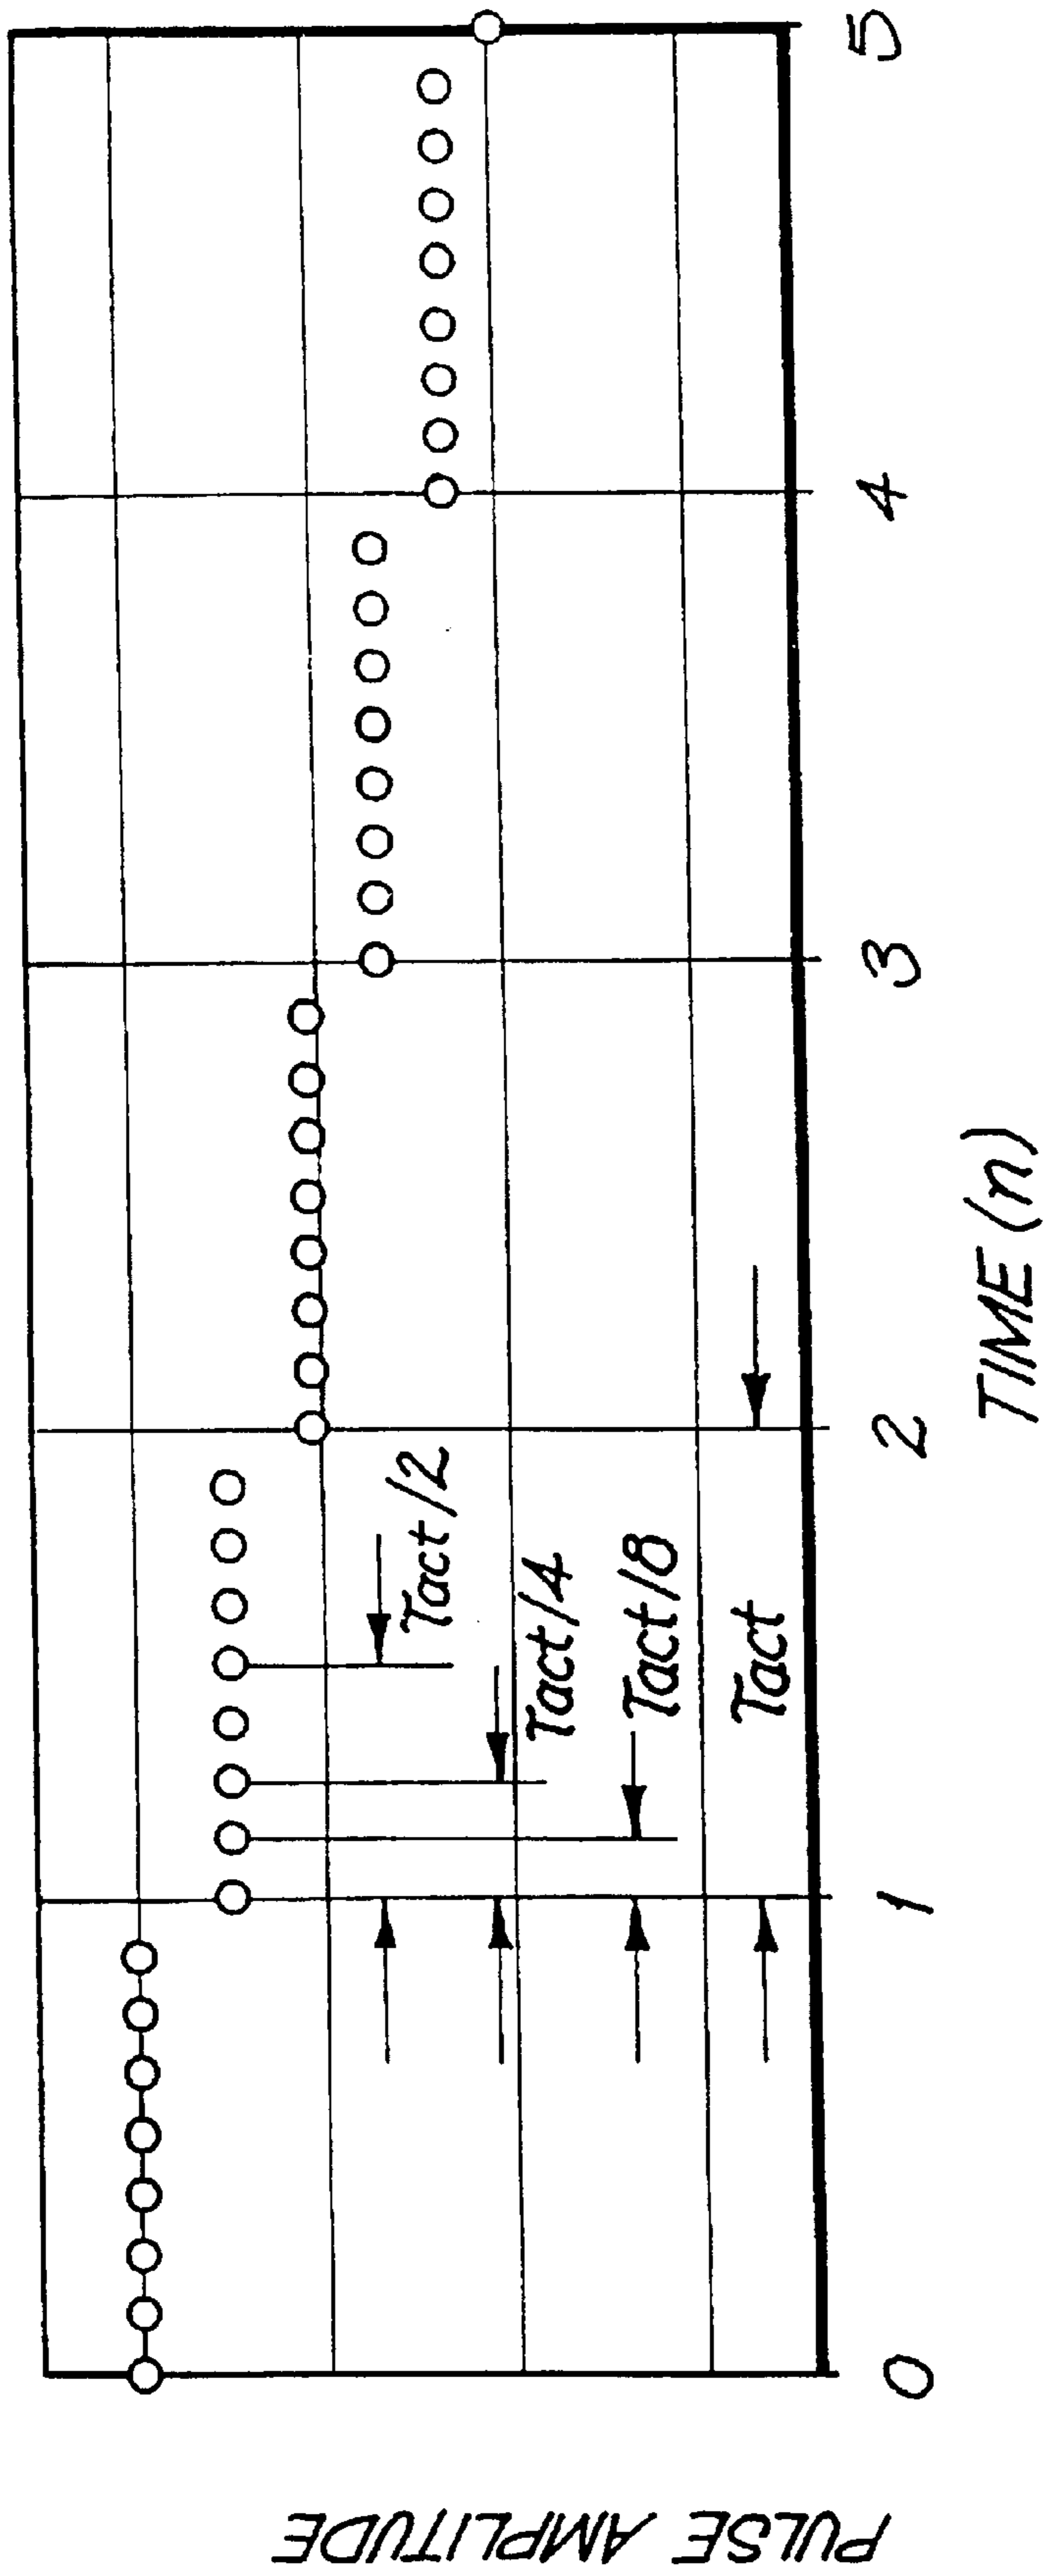 PULSE AMPLITUDE
Tact/2
Tact/4
Tact/8
Tact
0 1 2 3 4 5
TIME (n)